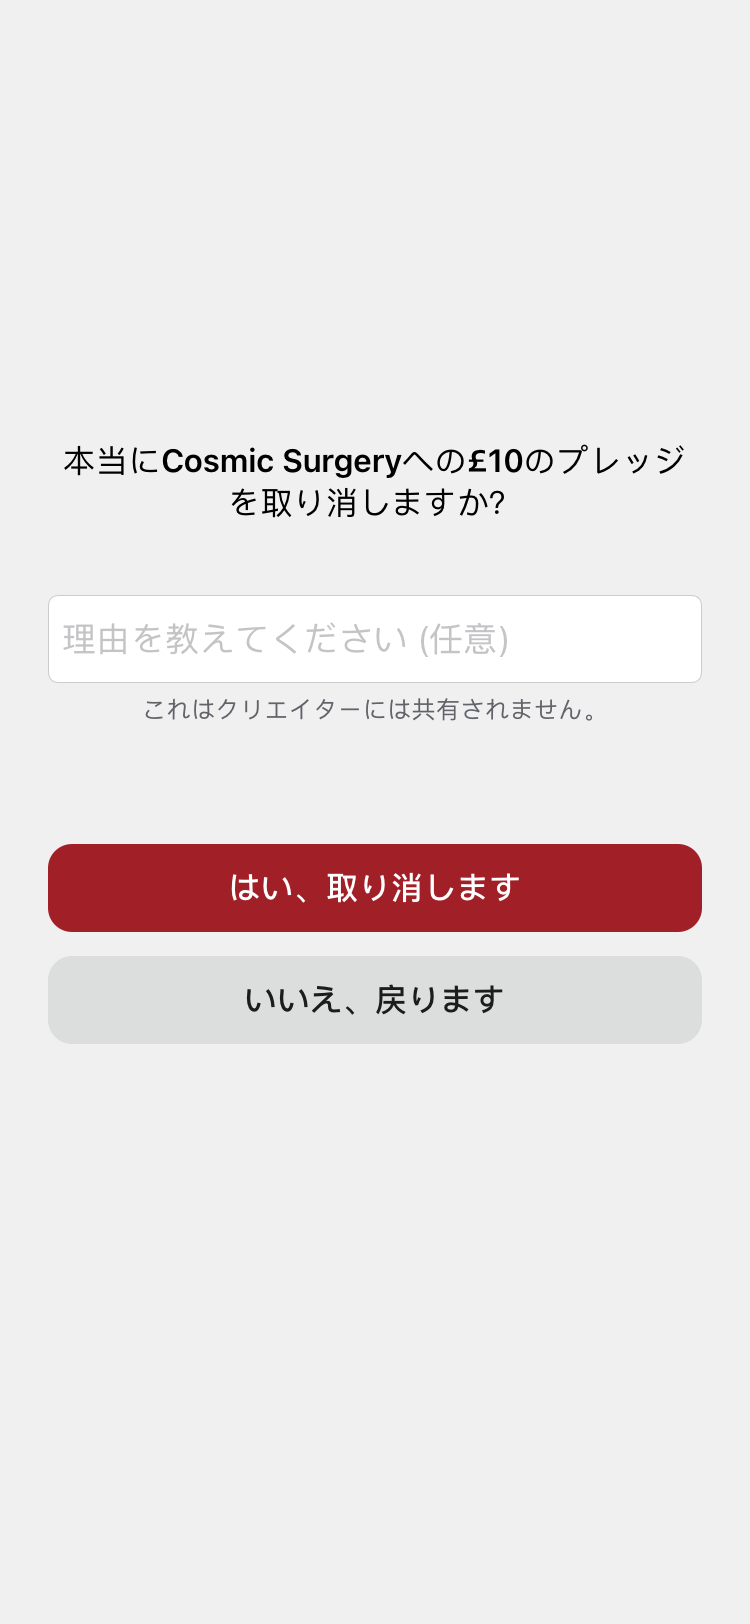 本当にCosmic Surgeryへの£10のプレッジ
を取り消しますか?
理由を教えてください (任意)
これはクリエイターには共有されません。
はい、取り消します
いいえ、戻ります